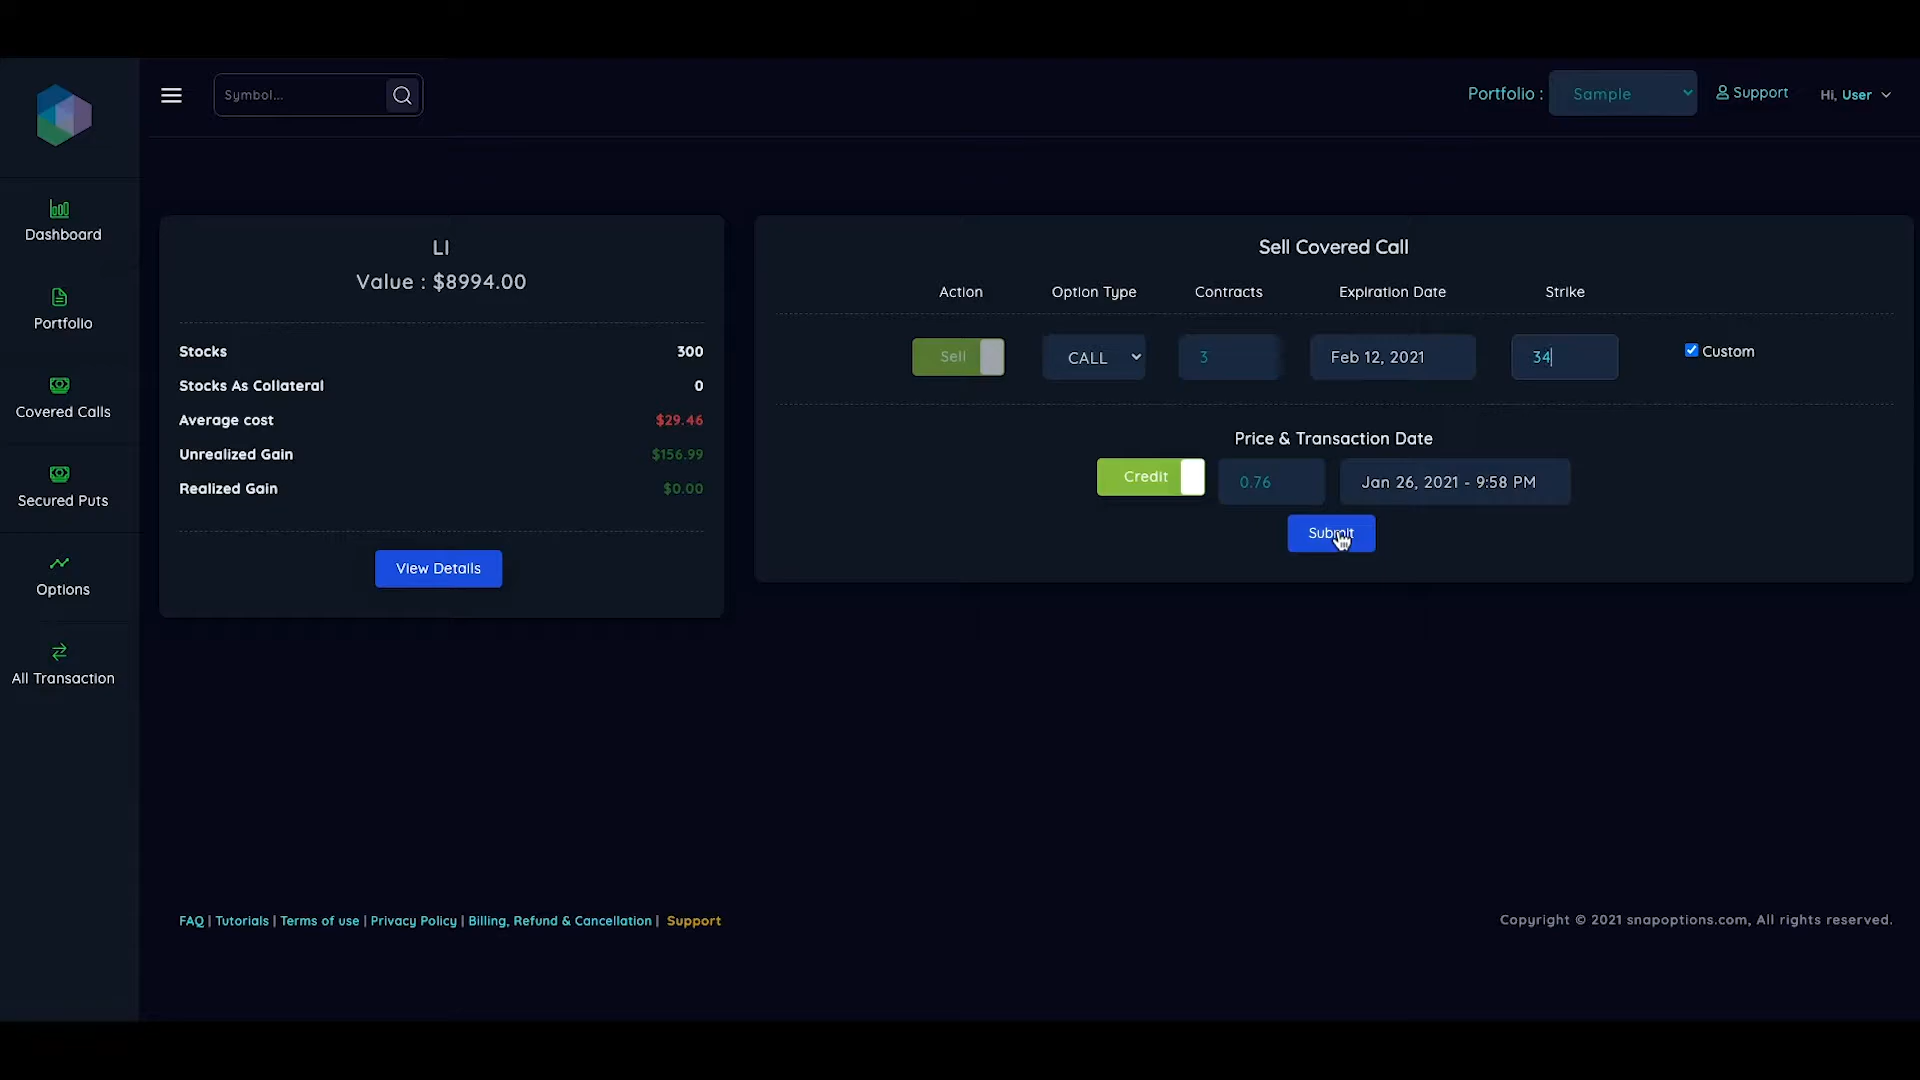 Symbol...
Portfolio : Sample Support Hi, User
Dashboard
Portfolio
Covered Calls
Secured Puts
Options
All Transaction
LI
Value : $8994.00
Stocks 300
Stocks As Collateral 0
Average cost $29.46
Unrealized Gain $156.99
Realized Gain $0.00
View Details
Sell Covered Call
Action Option Type Contracts Expiration Date Strike
Sell CALL 3 Feb 12, 2021 34 Custom
Price & Transaction Date
Credit 0.76 Jan 26, 2021 - 9:58 PM
Submit
FAQ | Tutorials | Terms of use | Privacy Policy | Billing, Refund & Cancellation | Support
Copyright © 2021 snapoptions.com, All rights reserved.